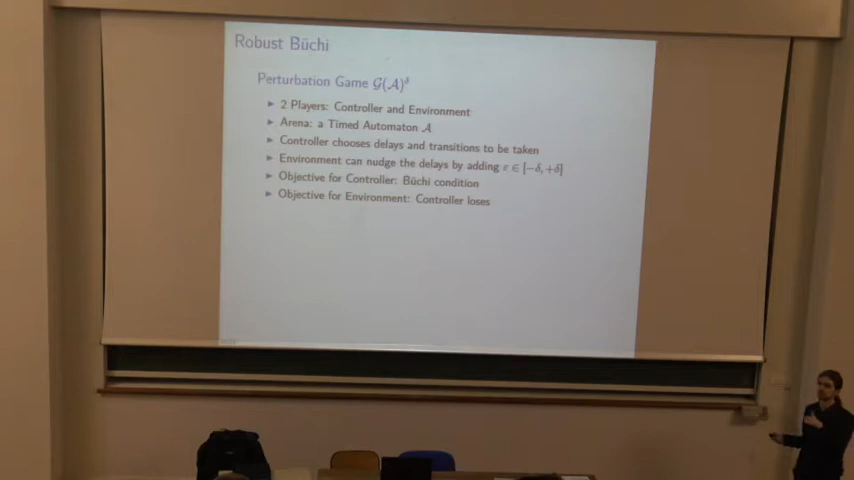 Robust Büchi
Perturbation Game 𝒢(𝒜)^δ
▶ 2 Players: Controller and Environment
▶ Arena: a Timed Automaton 𝒜
▶ Controller chooses delays and transitions to be taken
▶ Environment can nudge the delays by adding ε ∈ [−δ, +δ]
▶ Objective for Controller: Büchi condition
▶ Objective for Environment: Controller loses